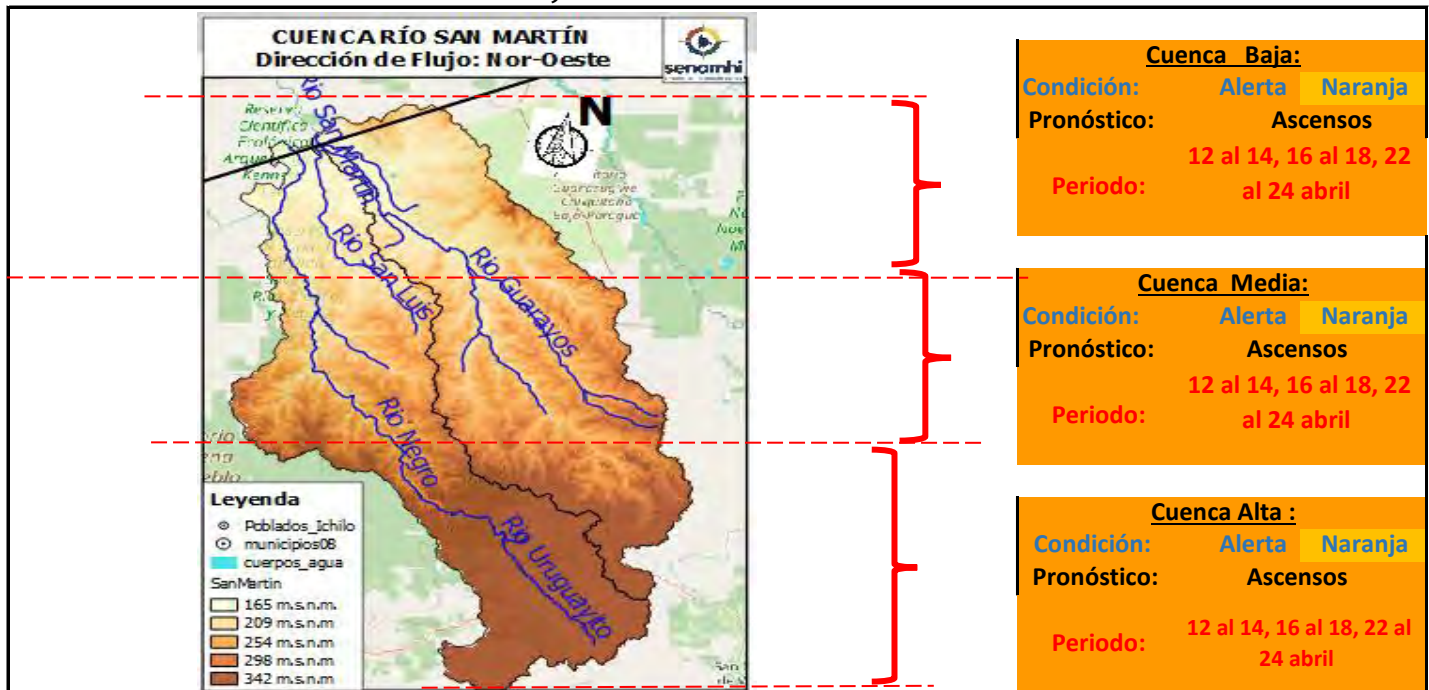 CUENCA RÍO SAN MARTÍN
Dirección de Flujo: Nor-Oeste
senamhi
N
Reserva
Científica
Ecológica
Kenn
Río San Martín
Río San Luis
Río Guarayos
Río Negro
Río Uruguayito
Leyenda
Poblados_Ichilo
municipios08
cuerpos_agua
SanMartin
165 m.s.n.m.
209 m.s.n.m
254 m.s.n.m
298 m.s.n.m
342 m.s.n.m
Cuenca Baja:
Condición: Alerta Naranja
Pronóstico: Ascensos
12 al 14, 16 al 18, 22
Periodo: al 24 abril
Cuenca Media:
Condición: Alerta Naranja
Pronóstico: Ascensos
12 al 14, 16 al 18, 22
Periodo: al 24 abril
Cuenca Alta :
Condición: Alerta Naranja
Pronóstico: Ascensos
Periodo: 12 al 14, 16 al 18, 22 al
24 abril